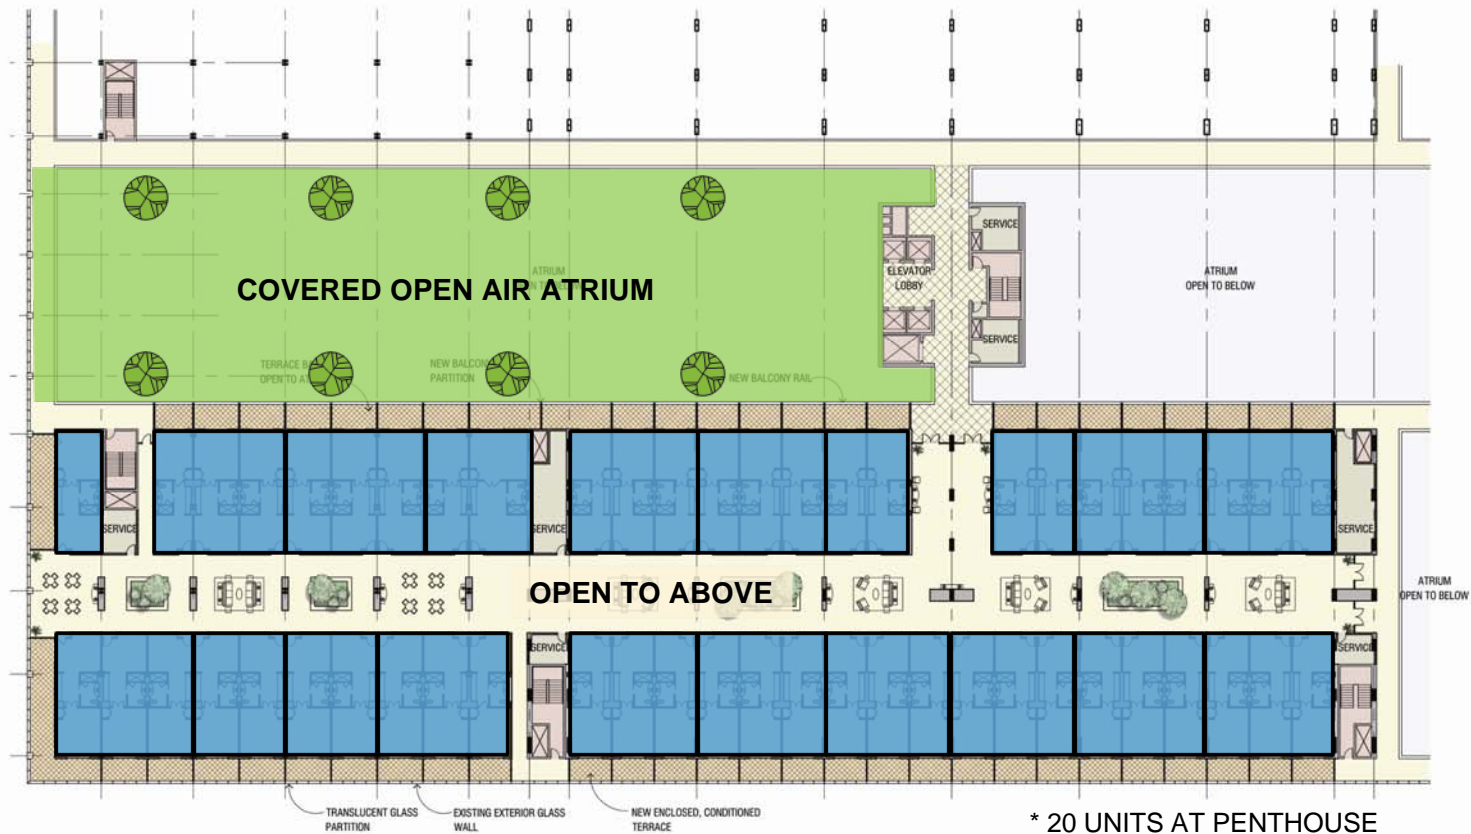 SERVICE
ATRIUM
ELEVATOR
LOBBY
ATRIUM
OPEN TO BELOW
COVERED OPEN AIR ATRIUM
SERVICE
TERRACE
OPEN TO
NEW BALCONY
PARTITION
NEW BALCONY RAIL
SERVICE
SERVICE
SERVICE
OPEN TO ABOVE
ATRIUM
OPEN TO BELOW
SERVICE
SERVICE
TRANSLUCENT GLASS
PARTITION
EXISTING EXTERIOR GLASS
WALL
NEW ENCLOSED, CONDITIONED
TERRACE
* 20 UNITS AT PENTHOUSE